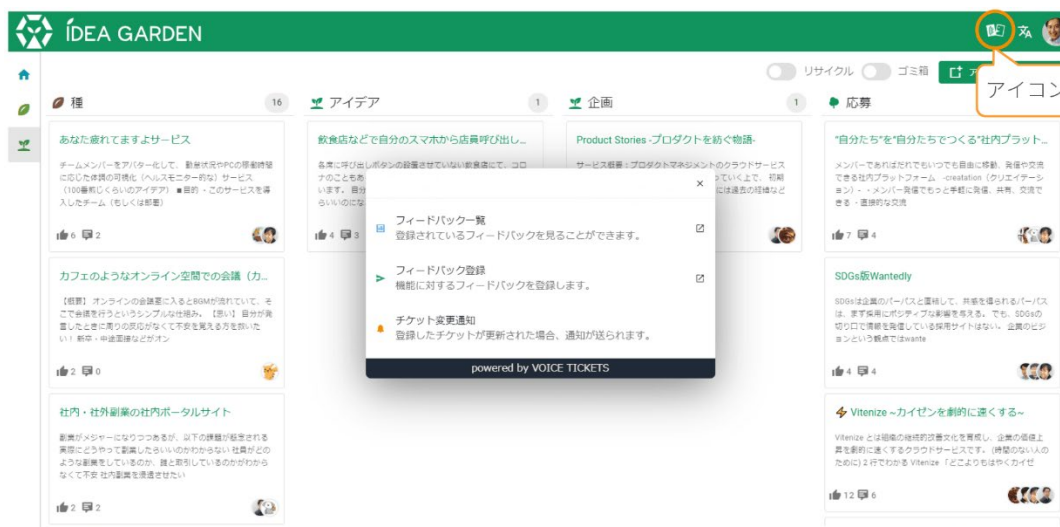 IDEA GARDEN
リサイクル
ゴミ箱
アイコン
種
16
アイデア
1
企画
1
応募
あなた疲れてますよサービス
チームメンバーをアバター化して、勤怠状況やPCの稼働時間
に応じた体調の可視化（ヘルスモニター的な）サービス
（100番煎じくらいのアイデア） ■目的 - このサービスを導
入したチーム（もしくは部署）
6
2
飲食店などで自分のスマホから店員呼び出し...
各席に呼び出しボタンの設置させていない飲食店にて、コロ
ナのこともあ
います。 自分
らいいのにな
4
3
Product Stories -プロダクトを紡ぐ物語-
サービス概要：プロダクトマネジメントのクラウドサービス
っていく上で、初期
には過去の経緯など
"自分たち"を"自分たちでつくる"社内プラット...
メンバーであればだれでもいつでも自由に移動、発信や交流
できる社内プラットフォーム -creatation（クリエイテーシ
ョン）- ・メンバー発信でもっと手軽に発信、共有、交流で
きる ・直接的な交流
7
4
カフェのようなオンライン空間での会議（カ...
【概要】 オンラインの会議室に入るとBGMが流れていて、そ
こで会議を行うというシンプルな仕組み。 【思い】 自分が発
言したときに周りの反応がなくて不安を覚える方を救いた
い！ 新卒・中途面接などがオン
2
0
SDGs版Wantedly
SDGsは企業のパーパスと直結して、共感を得られるパーパス
は、まず採用にポジティブな影響を与える。でも、SDGsの
切り口で情報を発信している採用サイトはない。 企業のビジ
ョンという観点ではwante
4
4
社内・社外副業の社内ポータルサイト
副業がメジャーになりつつあるが、以下の課題が想定される
実際にどうやって副業したらいいのかわからない 社員がどの
ような副業をしているのか、誰と取引しているのかがわから
なくて不安 社内副業を浸透させたい
2
2
Vitenize ~カイゼンを劇的に速くする~
Vitenize とは組織の継続的改善文化を育成し、企業の価値上
昇を劇的に速くするクラウドサービスです。 (時間のない人の
ために) 2 行でわかる Vitenize 「どこよりもはやくカイゼ
12
6
×
フィードバック一覧
登録されているフィードバックを見ることができます。
フィードバック登録
機能に対するフィードバックを登録します。
チケット変更通知
登録したチケットが更新された場合、通知が送られます。
powered by VOICE TICKETS